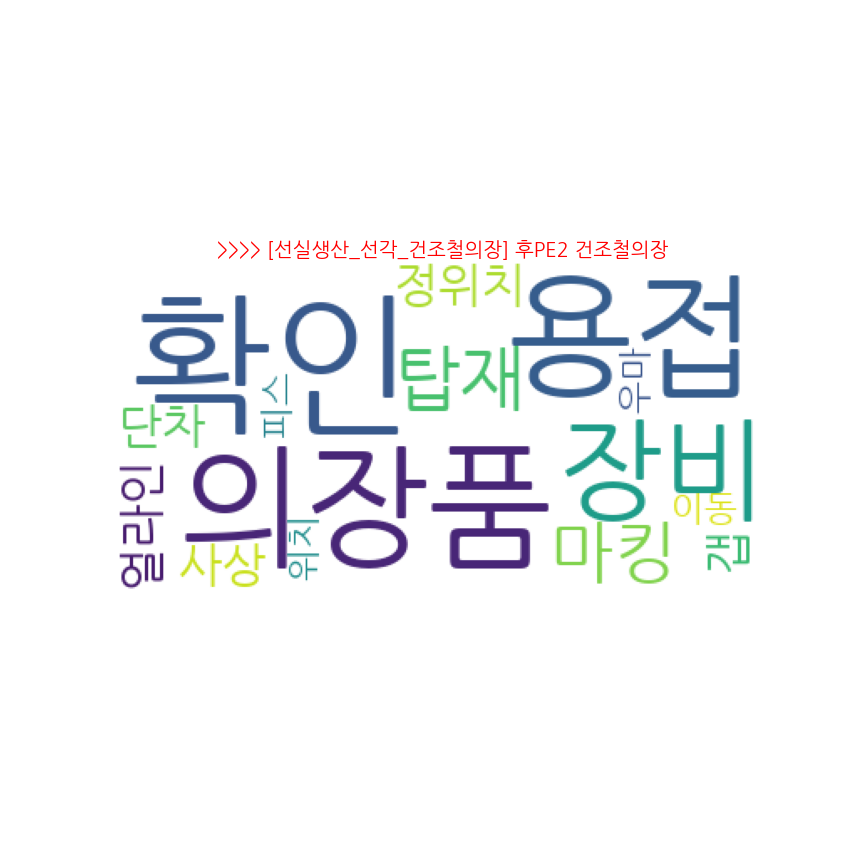 >>>> [선실생산_선각_건조철의장] 후PE2 건조철의장
정위치
확인
용접
탑재
우마
피스
단차
의장품
장비
얼라인
이동
사상
위치
마킹
갭